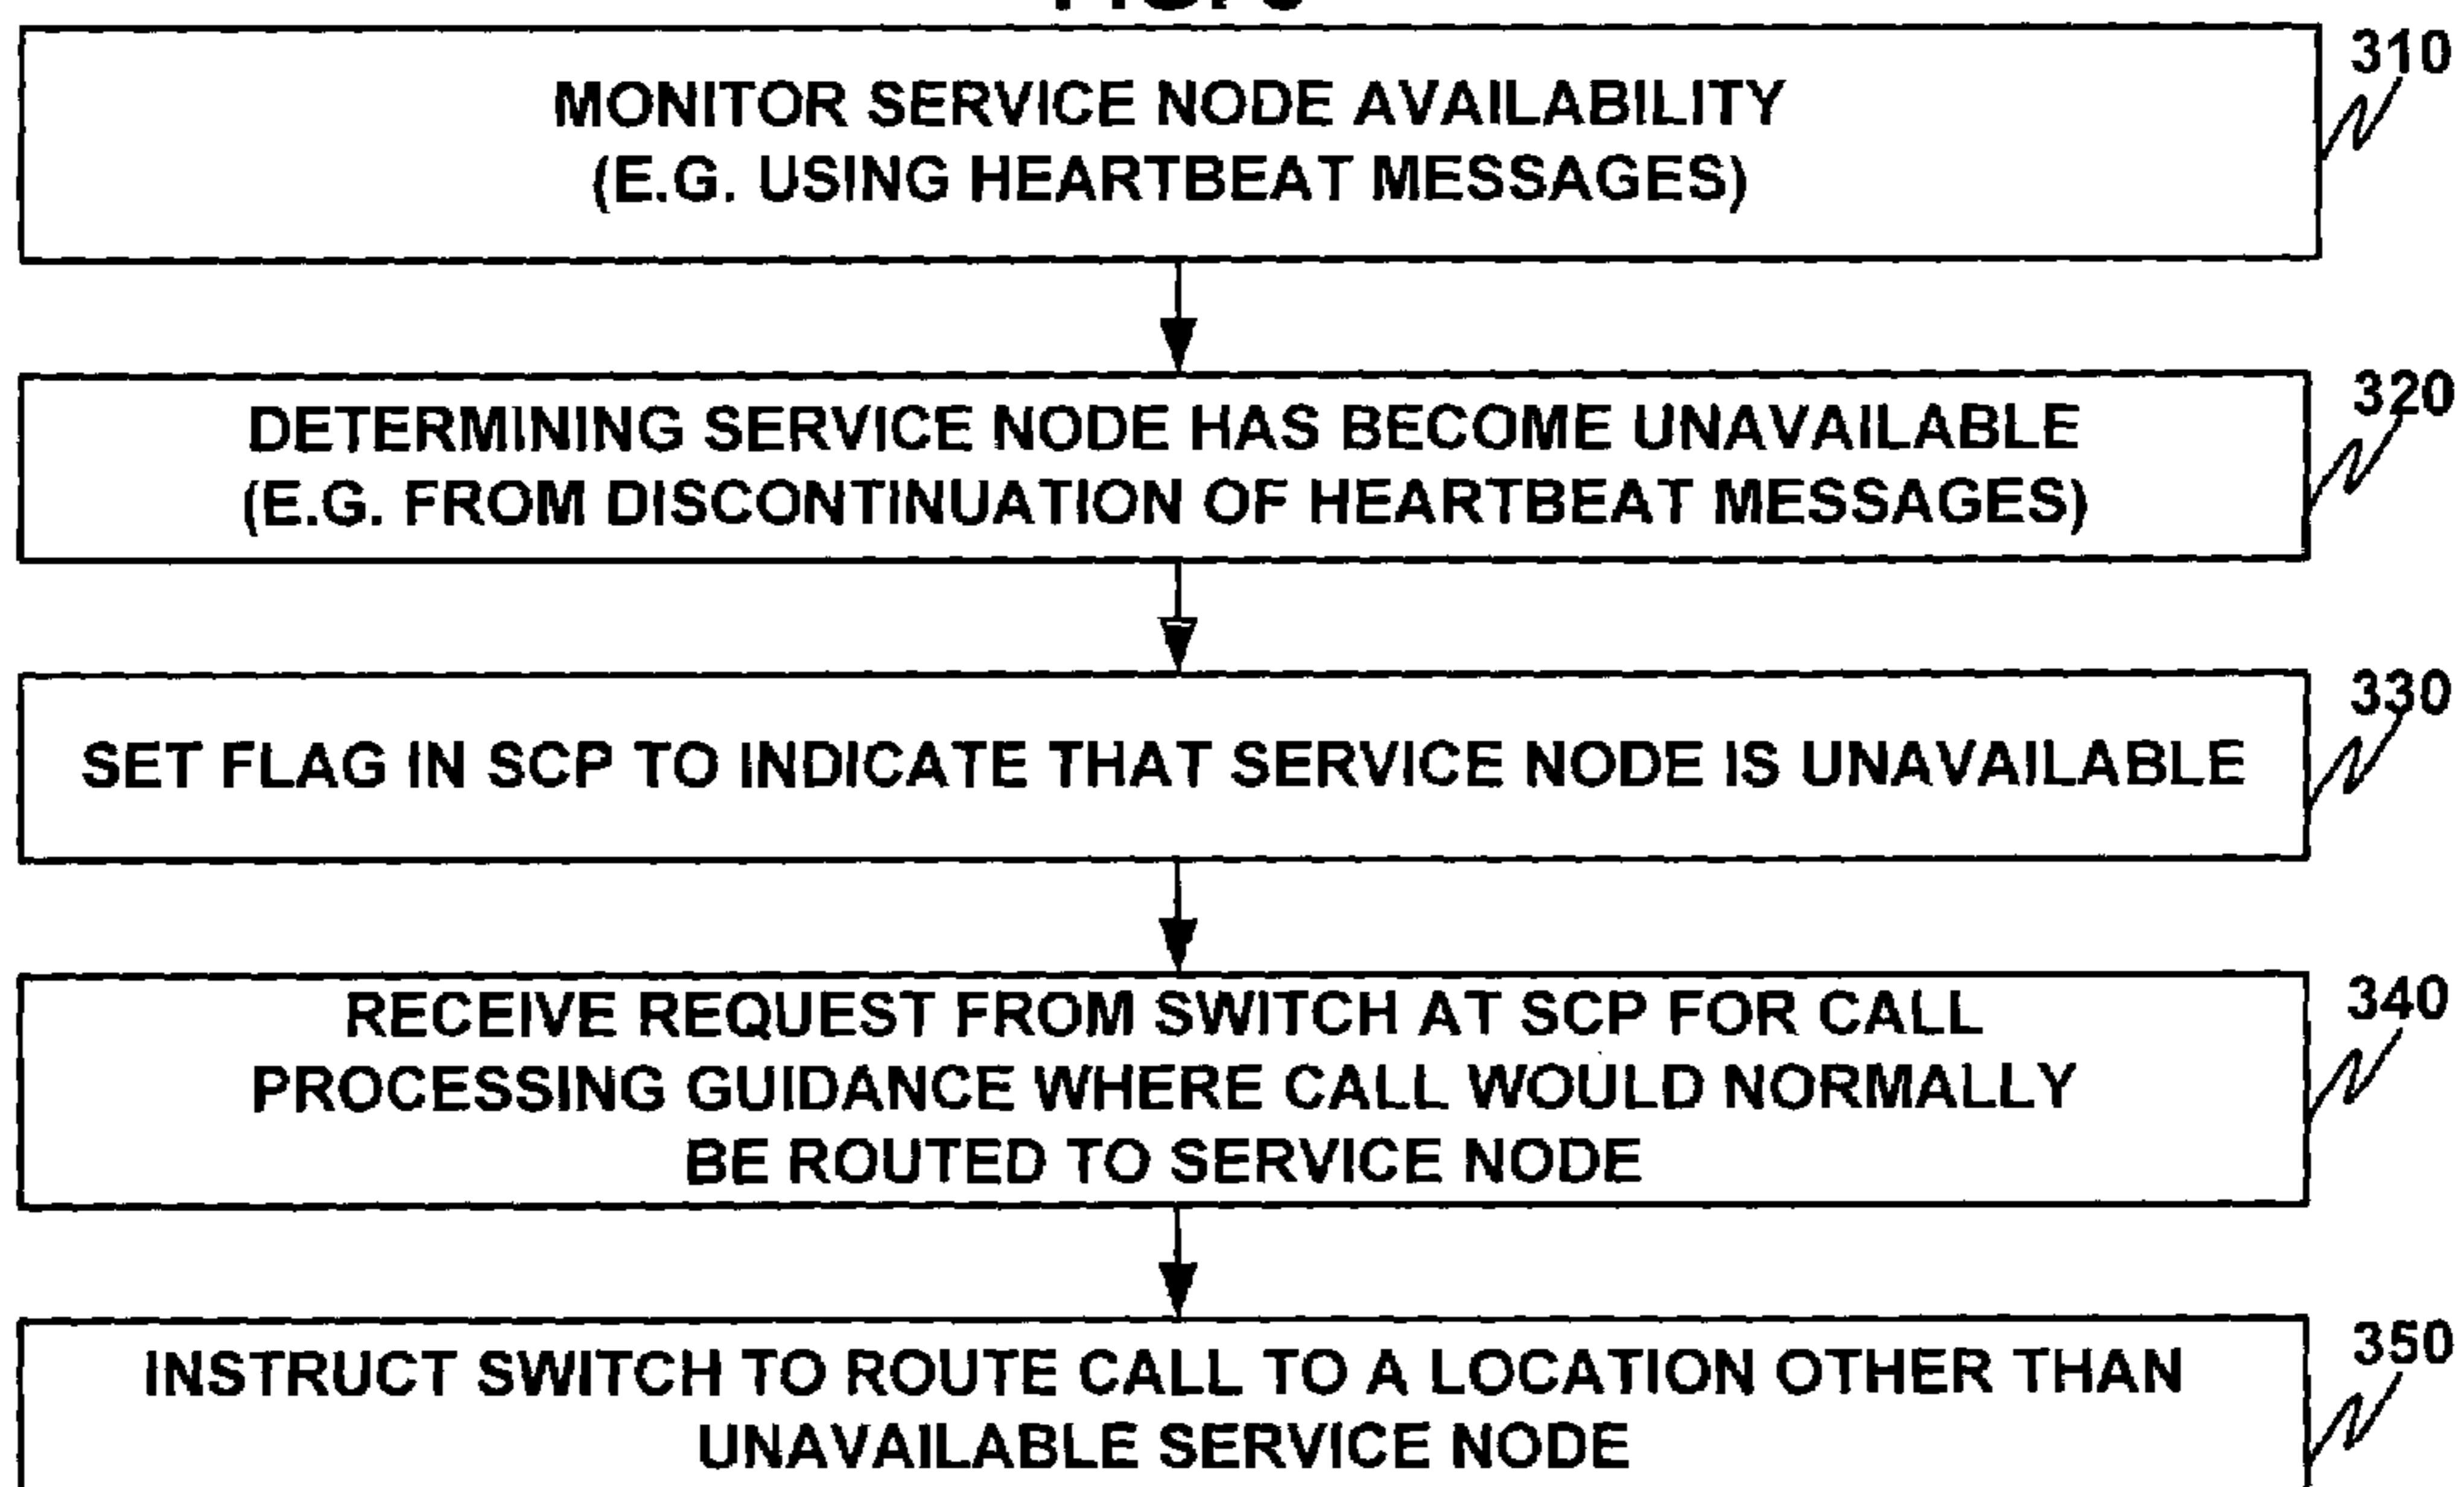 310
MONITOR SERVICE NODE AVAILABILITY
(E.G. USING HEARTBEAT MESSAGES)
320
DETERMINING SERVICE NODE HAS BECOME UNAVAILABLE
(E.G. FROM DISCONTINUATION OF HEARTBEAT MESSAGES)
330
SET FLAG IN SCP TO INDICATE THAT SERVICE NODE IS UNAVAILABLE
340
RECEIVE REQUEST FROM SWITCH AT SCP FOR CALL
PROCESSING GUIDANCE WHERE CALL WOULD NORMALLY
BE ROUTED TO SERVICE NODE
350
INSTRUCT SWITCH TO ROUTE CALL TO A LOCATION OTHER THAN
UNAVAILABLE SERVICE NODE